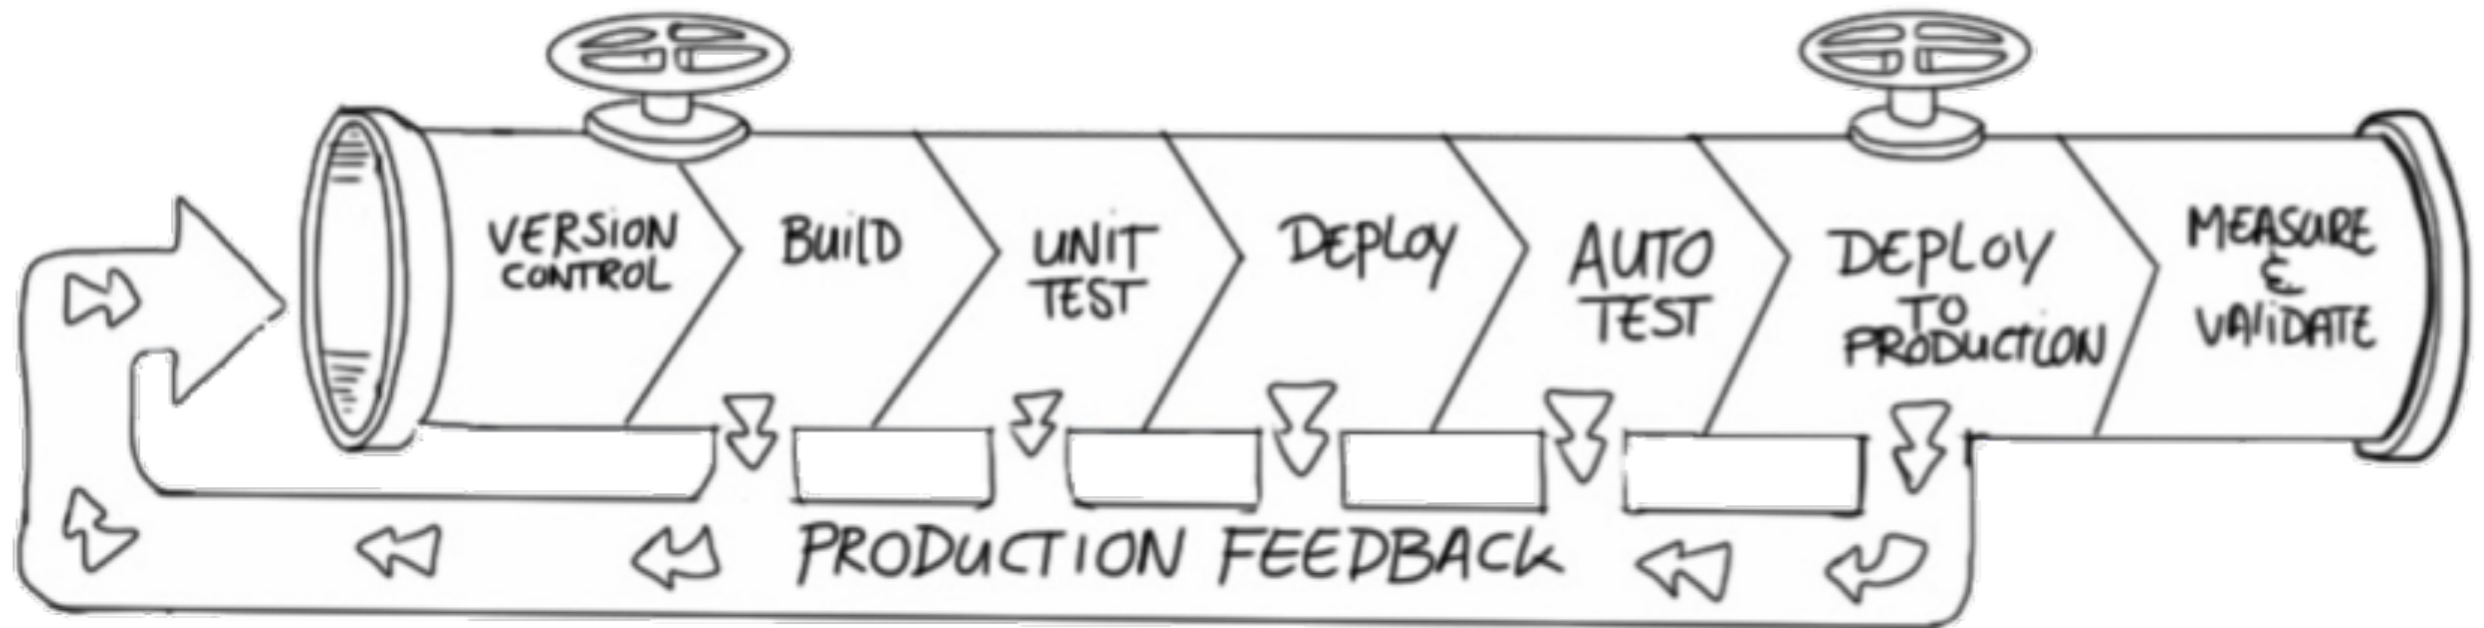 VERSION
CONTROL
BUILD
UNIT
TEST
DEPLOY
AUTO
TEST
DEPLOY
TO
PRODUCTION
MEASURE
&
VALIDATE
PRODUCTION FEEDBACK